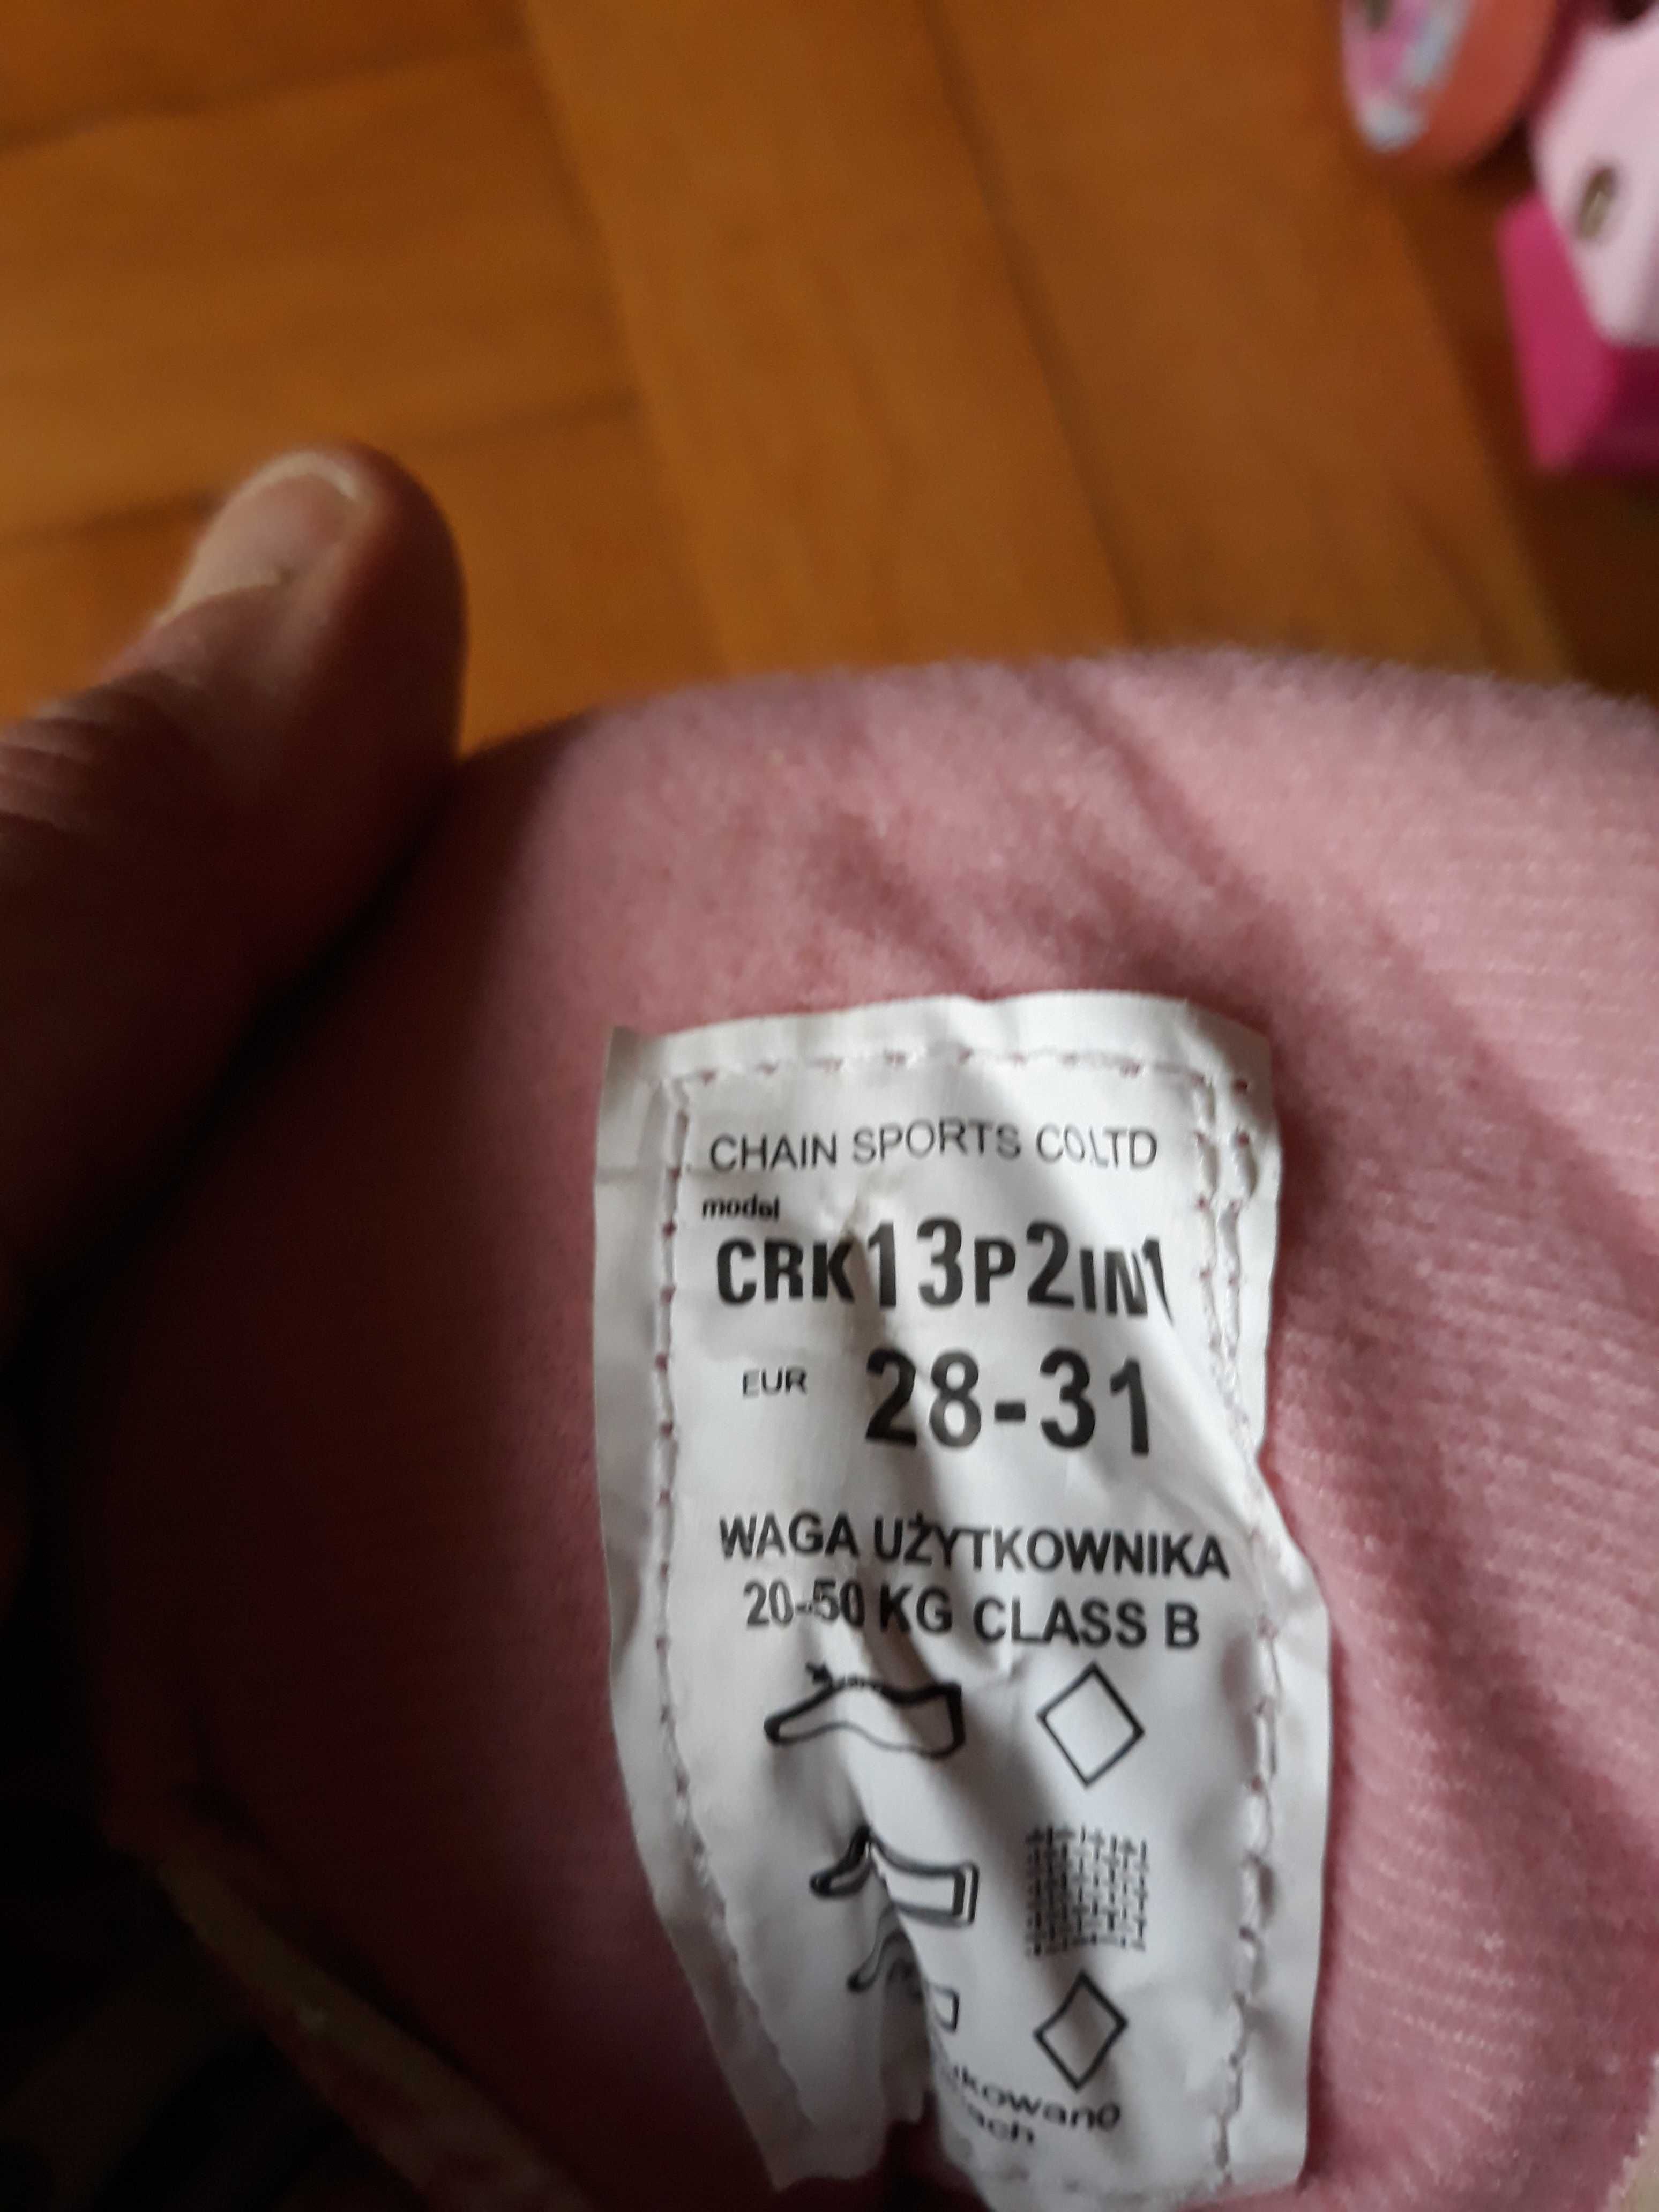 CHAIN SPORTS CO.LTD
model
CRK13P2IN1
EUR 28-31
WAGA UŻYTKOWNIKA
20-50 KG CLASS B